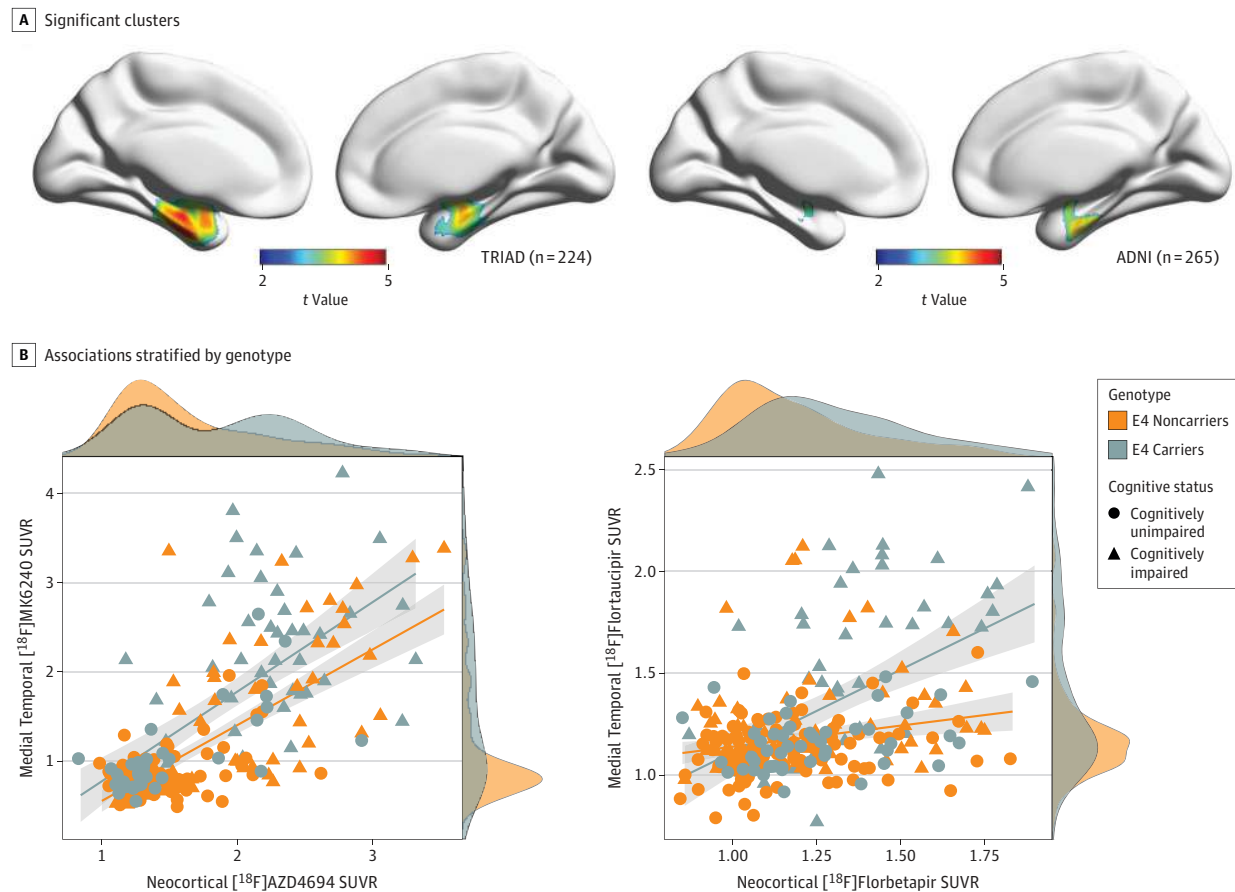 A Significant clusters
2 5
t Value
TRIAD (n = 224)
2 5
t Value
ADNI (n = 265)
B Associations stratified by genotype
Medial Temporal [18F]MK6240 SUVR
4
3
2
1
1 2 3
Neocortical [18F]AZD4694 SUVR
Medial Temporal [18F]Flortaucipir SUVR
2.5
2.0
1.5
1.0
1.00 1.25 1.50 1.75
Neocortical [18F]Florbetapir SUVR
Genotype
E4 Noncarriers
E4 Carriers
Cognitive status
Cognitively
unimpaired
Cognitively
impaired